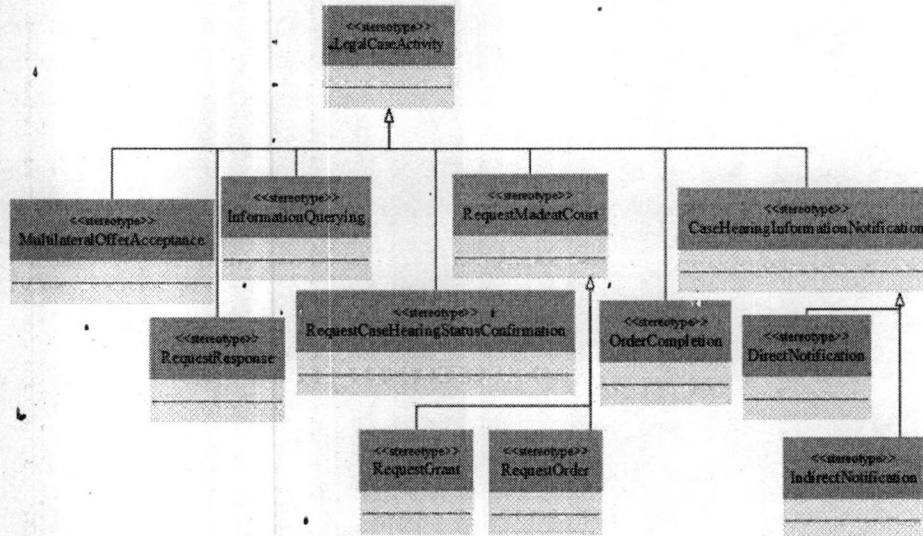 <<stereotype>>
LegalCaseActivity
<<stereotype>>
MultilateralOfferAcceptance
<<stereotype>>
InformationQuerying
<<stereotype>>
RequestMadeatCourt
<<stereotype>>
CaseHearingInformationNotification
<<stereotype>>
RequestResponse
<<stereotype>>
RequestCaseHearingStatusConfirmation
<<stereotype>>
OrderCompletion
<<stereotype>>
DirectNotification
<<stereotype>>
RequestGrant
<<stereotype>>
RequestOrder
<<stereotype>>
IndirectNotification